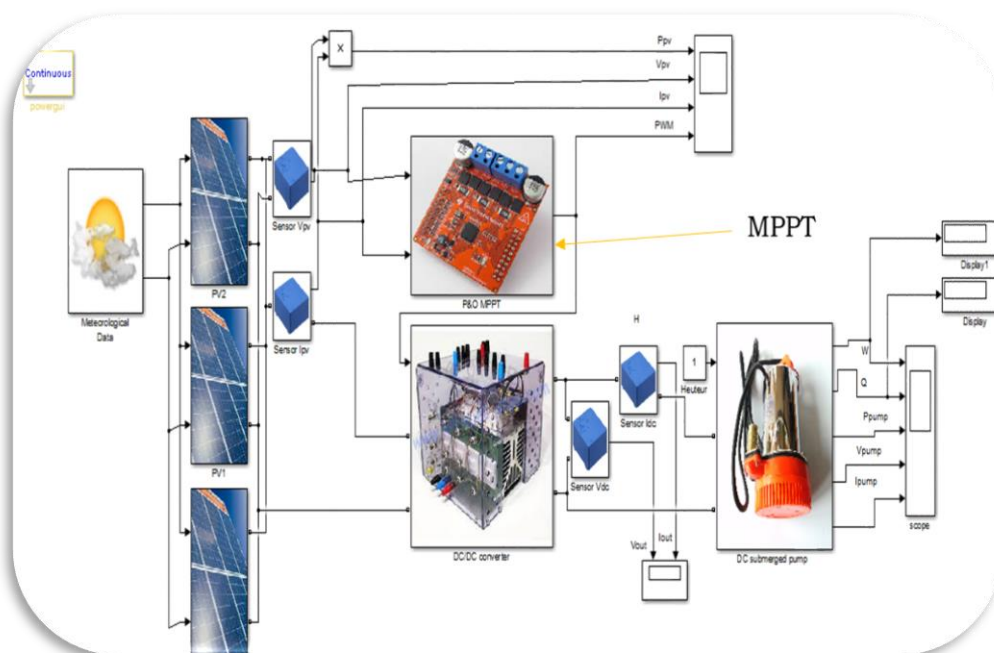 Continuous
powergui
X
Ppv
Vpv
Ipv
PWM
Meteorological
Data
PV2
Sensor Vpv
Sensor Ipv
PV1
P&O MPPT
MPPT
DC/DC converter
H
1
Heuteur
Sensor Idc
Sensor Vdc
Vout
Iout
DC submerged pump
W
Q
Ppump
Vpump
Ipump
Display1
Display
scope